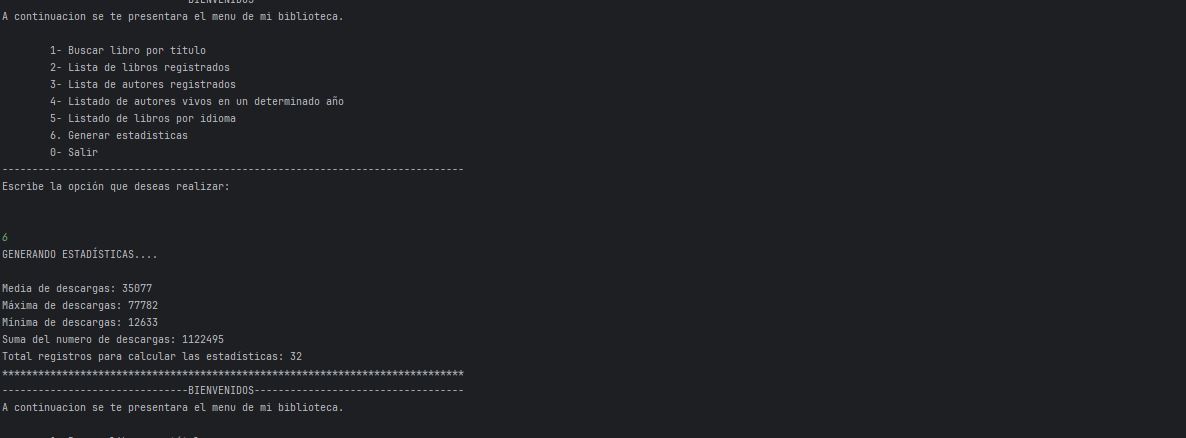 BIENVENIDOS
A continuacion se te presentara el menu de mi biblioteca.
1- Buscar libro por titulo
2- Lista de libros registrados
3- Lista de autores registrados
4- Listado de autores vivos en un determinado año
5- Listado de libros por idioma
6. Generar estadisticas
0- Salir
-----------------------------------------------------------------------------
Escribe la opción que deseas realizar:
6
GENERANDO ESTADÍSTICAS....
Media de descargas: 35077
Máxima de descargas: 77782
Minima de descargas: 12633
Suma del numero de descargas: 1122495
Total registros para calcular las estadisticas: 32
*****************************************************************************
-------------------------------BIENVENIDOS-----------------------------------
A continuacion se te presentara el menu de mi biblioteca.